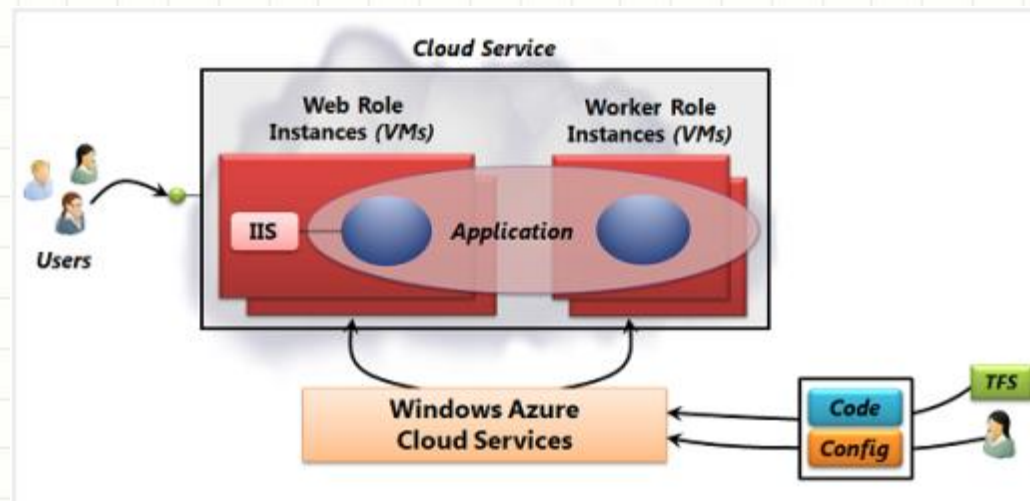 Cloud Service
Web Role
Instances (VMs)
Worker Role
Instances (VMs)
IIS
Application
Users
Windows Azure
Cloud Services
Code
Config
TFS